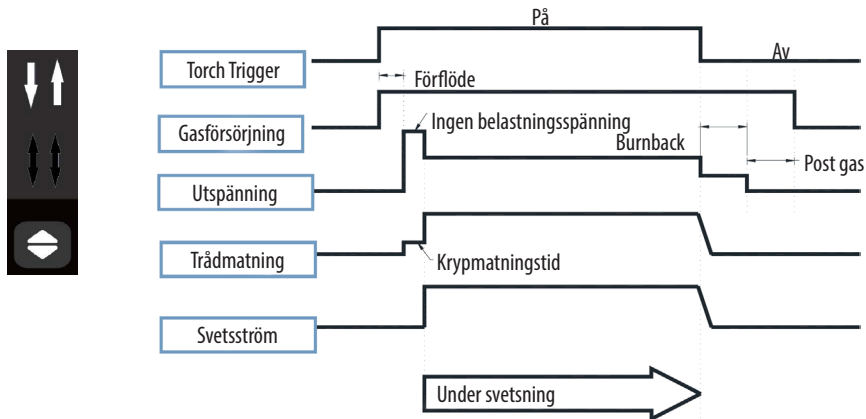 På
Av
Torch Trigger
Förflöde
Gasförsörjning
Ingen belastningsspänning
Burnback
Post gas
Utspänning
Trådmatning
Krypmatningstid
Svetsström
Under svetsning